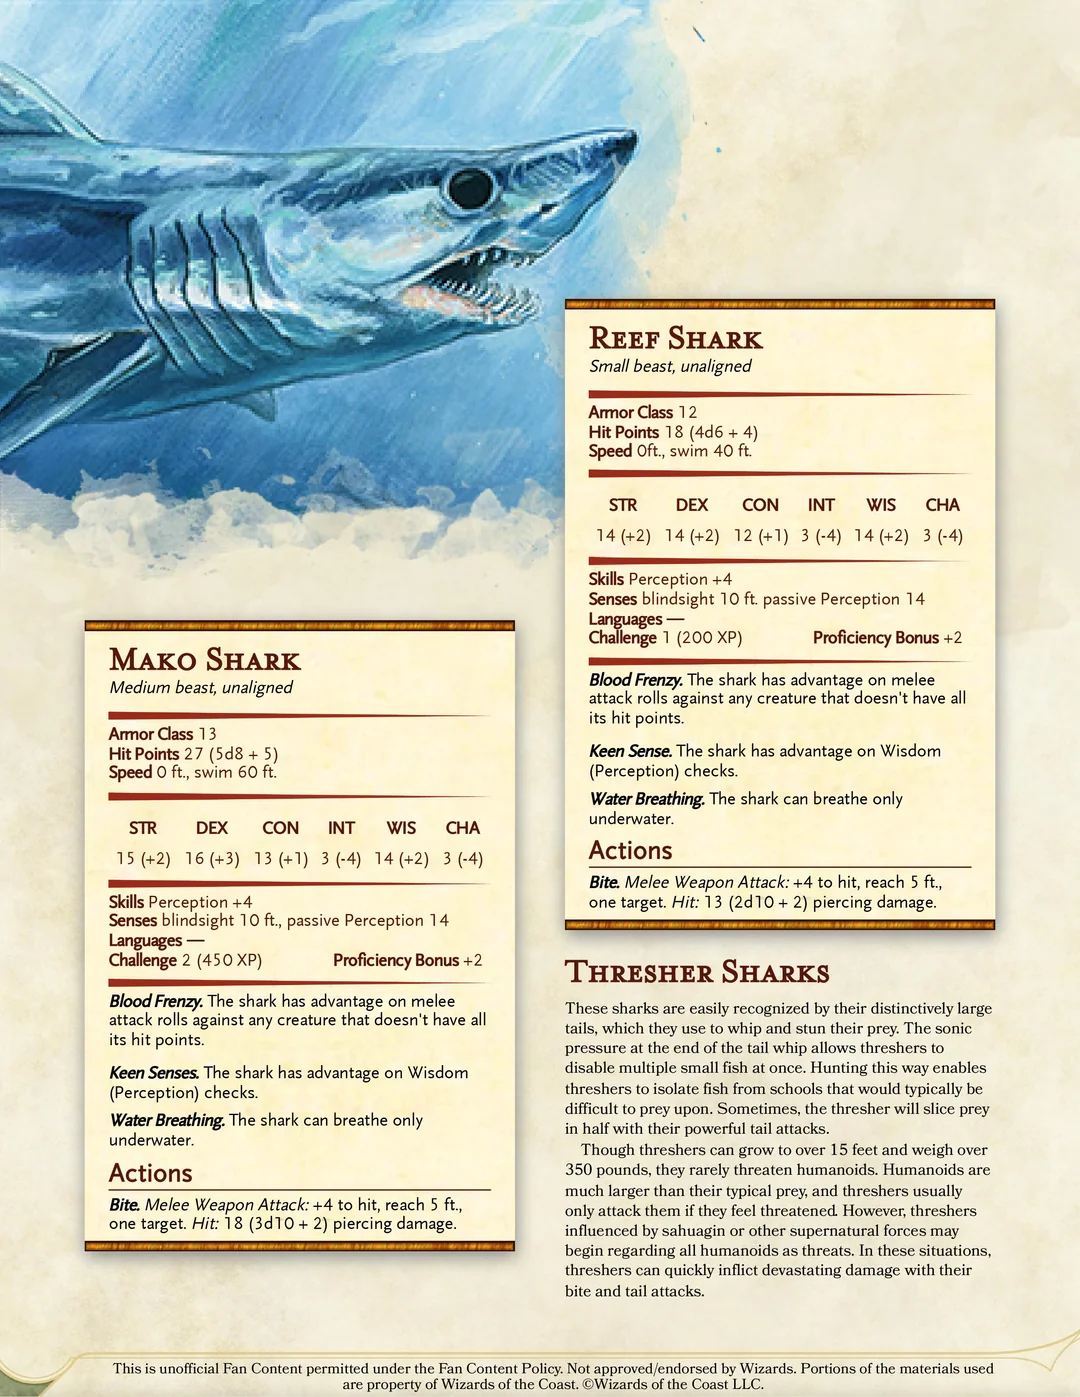 Reef Shark
Small beast, unaligned
Armor Class 12
Hit Points 18 (4d6 + 4)
Speed 0ft., swim 40 ft.
STR DEX CON INT WIS CHA
14 (+2) 14 (+2) 12 (+1) 3 (-4) 14 (+2) 3 (-4)
Skills Perception +4
Senses blindsight 10 ft. passive Perception 14
Languages —
Challenge 1 (200 XP) Proficiency Bonus +2
Blood Frenzy. The shark has advantage on melee
attack rolls against any creature that doesn't have all
its hit points.
Keen Sense. The shark has advantage on Wisdom
(Perception) checks.
Water Breathing. The shark can breathe only
underwater.
Actions
Bite. Melee Weapon Attack: +4 to hit, reach 5 ft.,
one target. Hit: 13 (2d10 + 2) piercing damage.
Mako Shark
Medium beast, unaligned
Armor Class 13
Hit Points 27 (5d8 + 5)
Speed 0 ft., swim 60 ft.
STR DEX CON INT WIS CHA
15 (+2) 16 (+3) 13 (+1) 3 (-4) 14 (+2) 3 (-4)
Skills Perception +4
Senses blindsight 10 ft., passive Perception 14
Languages —
Challenge 2 (450 XP) Proficiency Bonus +2
Blood Frenzy. The shark has advantage on melee
attack rolls against any creature that doesn't have all
its hit points.
Keen Senses. The shark has advantage on Wisdom
(Perception) checks.
Water Breathing. The shark can breathe only
underwater.
Actions
Bite. Melee Weapon Attack: +4 to hit, reach 5 ft.,
one target. Hit: 18 (3d10 + 2) piercing damage.
Thresher Sharks
These sharks are easily recognized by their distinctively large
tails, which they use to whip and stun their prey. The sonic
pressure at the end of the tail whip allows threshers to
disable multiple small fish at once. Hunting this way enables
threshers to isolate fish from schools that would typically be
difficult to prey upon. Sometimes, the thresher will slice prey
in half with their powerful tail attacks.
Though threshers can grow to over 15 feet and weigh over
350 pounds, they rarely threaten humanoids. Humanoids are
much larger than their typical prey, and threshers usually
only attack them if they feel threatened. However, threshers
influenced by sahuagin or other supernatural forces may
begin regarding all humanoids as threats. In these situations,
threshers can quickly inflict devastating damage with their
bite and tail attacks.
This is unofficial Fan Content permitted under the Fan Content Policy. Not approved/endorsed by Wizards. Portions of the materials used
are property of Wizards of the Coast. ©Wizards of the Coast LLC.